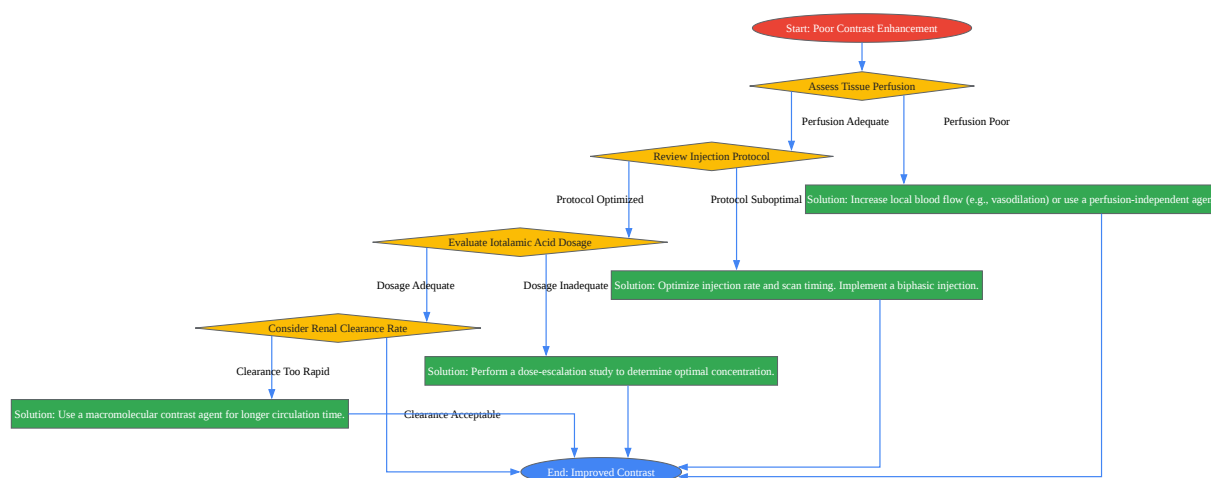 Start: Poor Contrast Enhancement
Assess Tissue Perfusion
Perfusion Adequate
Perfusion Poor
Review Injection Protocol
Protocol Optimized
Protocol Suboptimal
Solution: Increase local blood flow (e.g., vasodilation) or use a perfusion-independent agen
Evaluate Iotalamic Acid Dosage
Dosage Adequate
Dosage Inadequate
Solution: Optimize injection rate and scan timing. Implement a biphasic injection.
Consider Renal Clearance Rate
Clearance Too Rapid
Solution: Perform a dose-escalation study to determine optimal concentration.
Solution: Use a macromolecular contrast agent for longer circulation time.
Clearance Acceptable
End: Improved Contrast